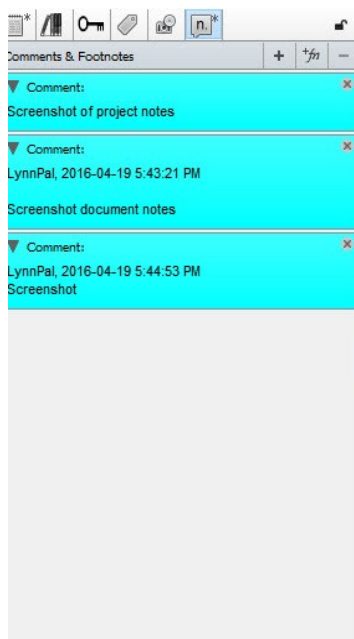 n.*
Comments & Footnotes + +fn −
Comment:
Screenshot of project notes
Comment:
LynnPal, 2016-04-19 5:43:21 PM
Screenshot document notes
Comment:
LynnPal, 2016-04-19 5:44:53 PM
Screenshot